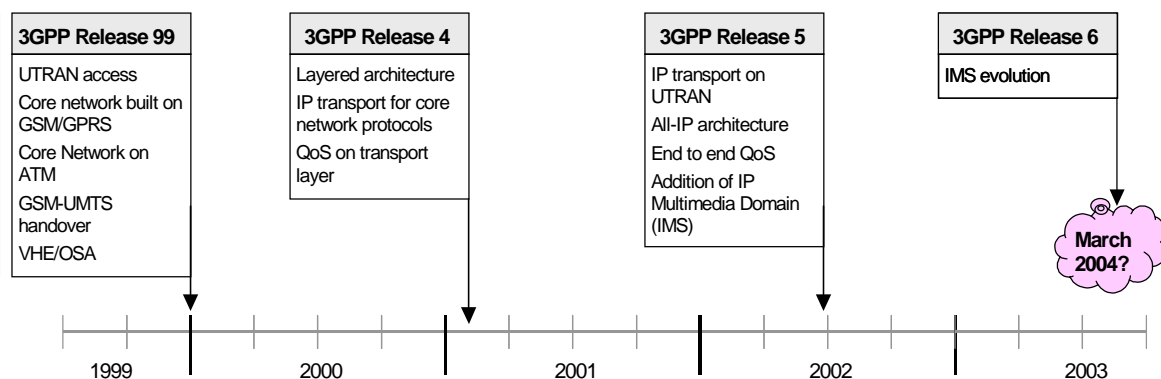 3GPP Release 99
UTRAN access
Core network built on
GSM/GPRS
Core Network on
ATM
GSM-UMTS
handover
VHE/OSA
3GPP Release 4
Layered architecture
IP transport for core
network protocols
QoS on transport
layer
3GPP Release 5
IP transport on
UTRAN
All-IP architecture
End to end QoS
Addition of IP
Multimedia Domain
(IMS)
3GPP Release 6
IMS evolution
March
2004?
1999
2000
2001
2002
2003